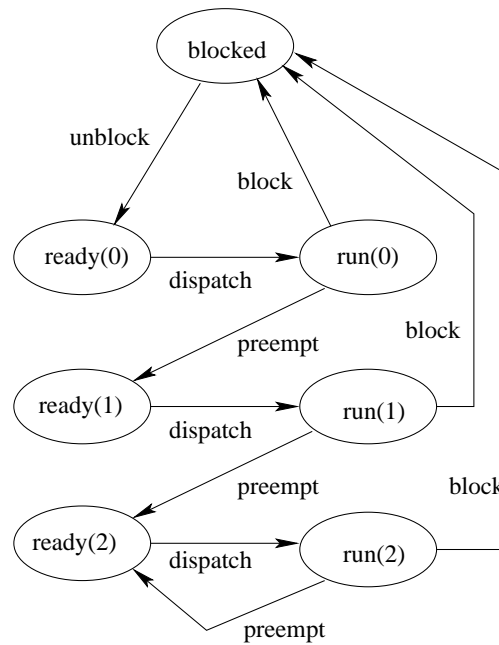 blocked
unblock
block
ready(0)
run(0)
dispatch
preempt
block
ready(1)
run(1)
dispatch
preempt
block
ready(2)
run(2)
dispatch
preempt